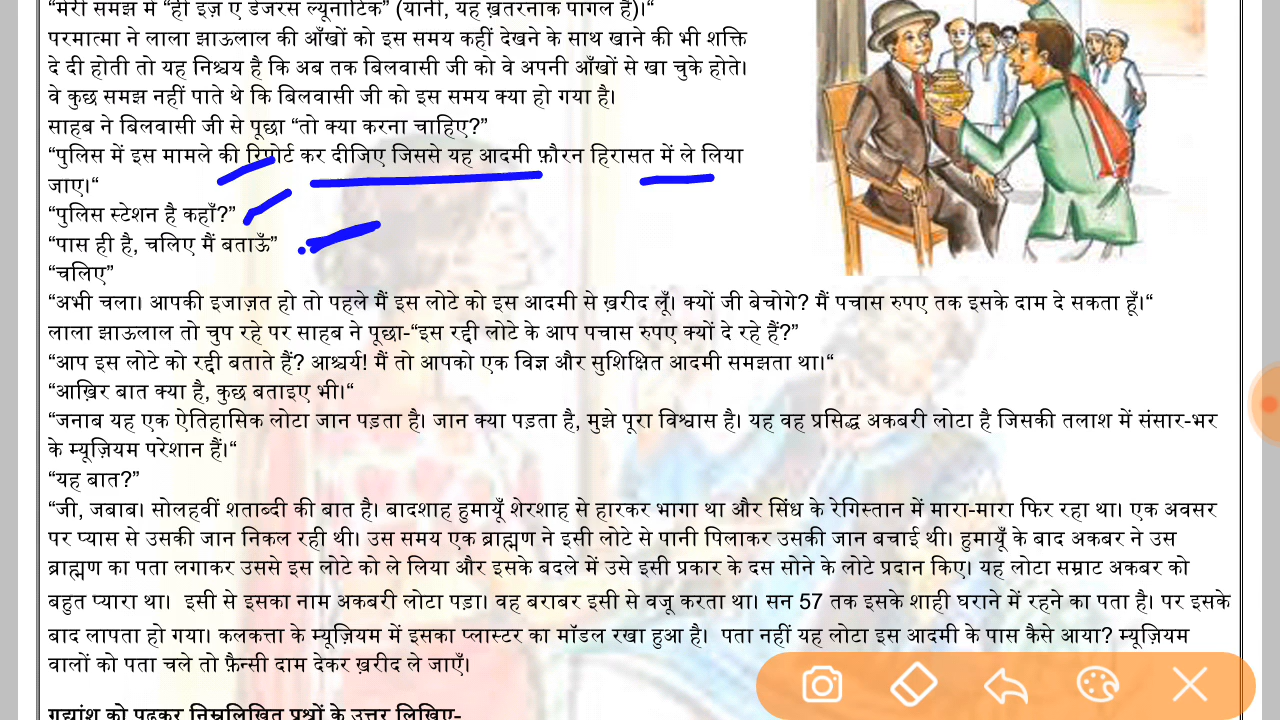 “मेरी समझ में “ही इज़ ए डेंजरस ल्यूनाटिक” (यानी, यह ख़तरनाक पागल है)।“
परमात्मा ने लाला झाऊलाल की आँखों को इस समय कहीं देखने के साथ खाने की भी शक्ति
दे दी होती तो यह निश्चय है कि अब तक बिलवासी जी को वे अपनी आँखों से खा चुके होते।
वे कुछ समझ नहीं पाते थे कि बिलवासी जी को इस समय क्या हो गया है।
साहब ने बिलवासी जी से पूछा “तो क्या करना चाहिए?”
“पुलिस में इस मामले की रिपोर्ट कर दीजिए जिससे यह आदमी फ़ौरन हिरासत में ले लिया
जाए।“
“पुलिस स्टेशन है कहाँ?”
“पास ही है, चलिए मैं बताऊँ”
“चलिए”
“अभी चला। आपकी इजाज़त हो तो पहले मैं इस लोटे को इस आदमी से ख़रीद लूँ। क्यों जी बेचोगे? मैं पचास रुपए तक इसके दाम दे सकता हूँ।“
लाला झाऊलाल तो चुप रहे पर साहब ने पूछा-“इस रद्दी लोटे के आप पचास रुपए क्यों दे रहे हैं?”
“आप इस लोटे को रद्दी बताते हैं? आश्चर्य! मैं तो आपको एक विज्ञ और सुशिक्षित आदमी समझता था।“
“आख़िर बात क्या है, कुछ बताइए भी।“
“जनाब यह एक ऐतिहासिक लोटा जान पड़ता है। जान क्या पड़ता है, मुझे पूरा विश्वास है। यह वह प्रसिद्ध अकबरी लोटा है जिसकी तलाश में संसार-भर
के म्यूज़ियम परेशान हैं।“
“यह बात?”
“जी, जबाब। सोलहवीं शताब्दी की बात है। बादशाह हुमायूँ शेरशाह से हारकर भागा था और सिंध के रेगिस्तान में मारा-मारा फिर रहा था। एक अवसर
पर प्यास से उसकी जान निकल रही थी। उस समय एक ब्राह्मण ने इसी लोटे से पानी पिलाकर उसकी जान बचाई थी। हुमायूँ के बाद अकबर ने उस
ब्राह्मण का पता लगाकर उससे इस लोटे को ले लिया और इसके बदले में उसे इसी प्रकार के दस सोने के लोटे प्रदान किए। यह लोटा सम्राट अकबर को
बहुत प्यारा था। इसी से इसका नाम अकबरी लोटा पड़ा। वह बराबर इसी से वजू करता था। सन 57 तक इसके शाही घराने में रहने का पता है। पर इसके
बाद लापता हो गया। कलकत्ता के म्यूज़ियम में इसका प्लास्टर का मॉडल रखा हुआ है। पता नहीं यह लोटा इस आदमी के पास कैसे आया? म्यूज़ियम
वालों को पता चले तो फ़ैन्सी दाम देकर ख़रीद ले जाएँ।
गद्यांश को पढ़कर निम्नलिखित प्रश्नों के उत्तर लिखिए-